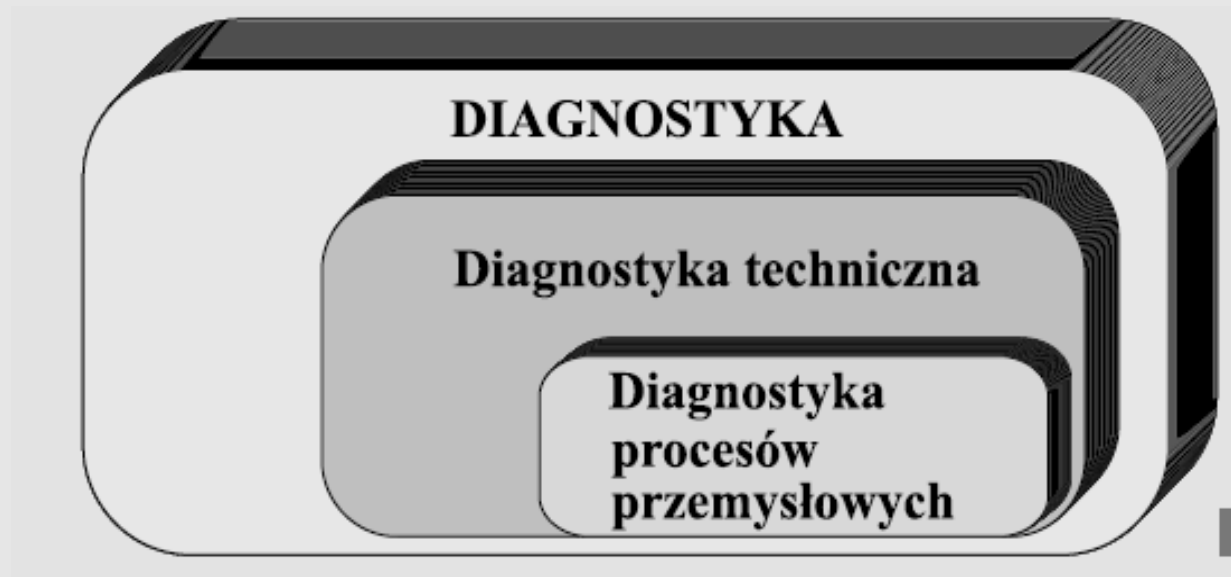 DIAGNOSTYKA
Diagnostyka techniczna
Diagnostyka
procesów
przemysłowych